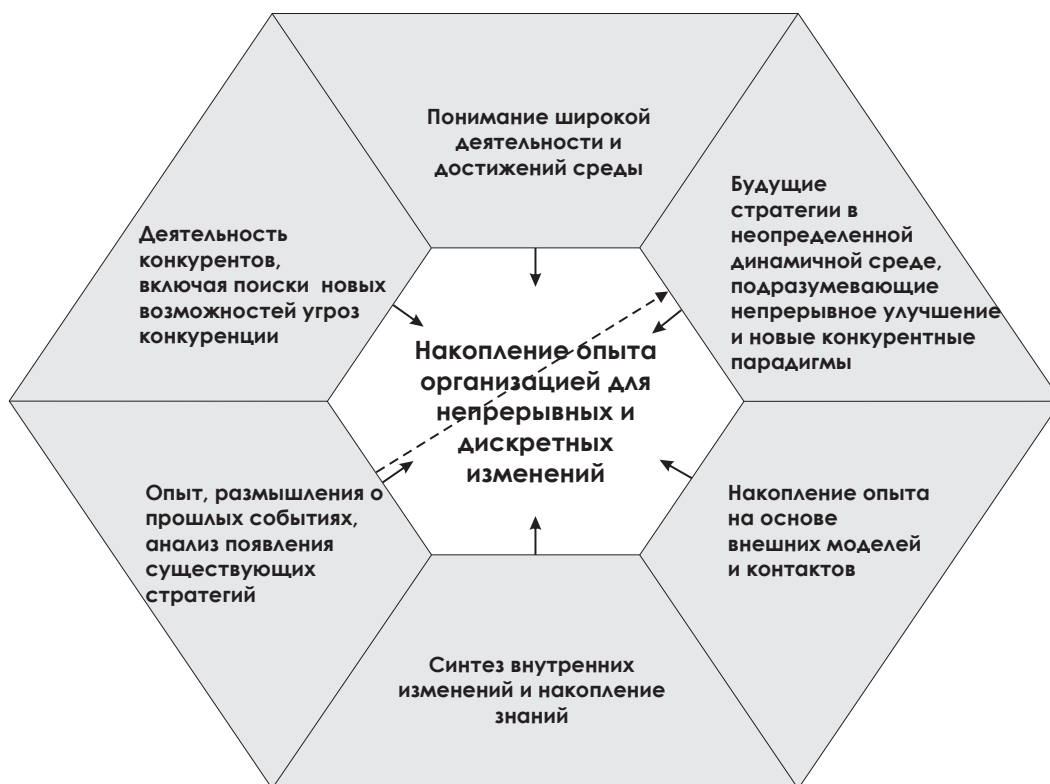 Понимание широкой
деятельности и
достижений среды
Деятельность
конкурентов,
включая поиски новых
возможностей угроз
конкуренции
Будущие
стратегии в
неопределенной
динамичной среде,
подразумевающие
непрерывное улучшение
и новые конкурентные
парадигмы
Накопление опыта
организацией для
непрерывных и
дискретных
изменений
Опыт, размышления о
прошлых событиях,
анализ появления
существующих
стратегий
Накопление опыта
на основе
внешних моделей
и контактов
Синтез внутренних
изменений и накопление
знаний